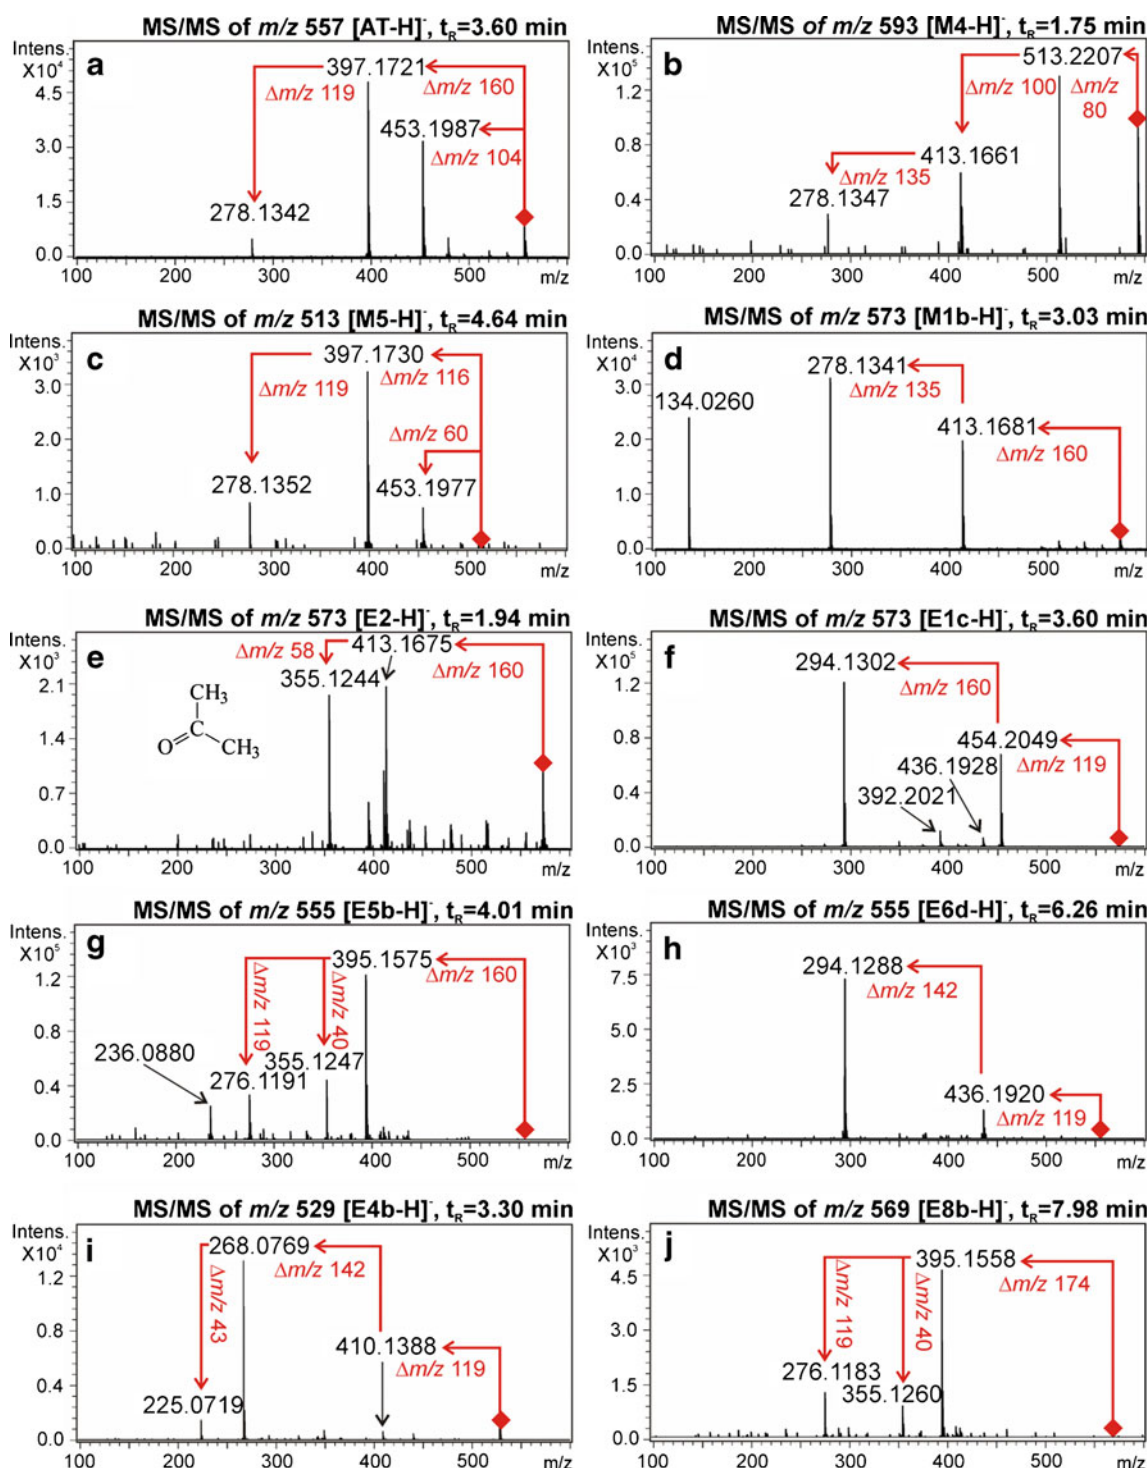 MS/MS of m/z 557 [AT-H]⁻, tR=3.60 min
Intens.
X10⁴
a
4.5
3.0
1.5
0.0
397.1721
Δm/z 119
Δm/z 160
453.1987
Δm/z 104
278.1342
100 200 300 400 500 m/z
MS/MS of m/z 593 [M4-H]⁻, tR=1.75 min
Intens.
X10⁵
b
1.2
0.8
0.4
0.0
513.2207
Δm/z 100
Δm/z
80
413.1661
Δm/z 135
278.1347
100 200 300 400 500 m/z
MS/MS of m/z 513 [M5-H]⁻, tR=4.64 min
Intens.
X10³
c
3.0
2.0
1.0
0.0
397.1730
Δm/z 119
Δm/z 116
Δm/z 60
278.1352
453.1977
100 200 300 400 500 m/z
MS/MS of m/z 573 [M1b-H]⁻, tR=3.03 min
Intens.
X10⁴
d
3.0
2.0
1.0
0.0
278.1341
Δm/z 135
134.0260
413.1681
Δm/z 160
100 200 300 400 500 m/z
MS/MS of m/z 573 [E2-H]⁻, tR=1.94 min
Intens.
X10³
e
2.1
1.4
0.7
0.0
Δm/z 58
413.1675
Δm/z 160
355.1244
CH₃
C
O
CH₃
100 200 300 400 500 m/z
MS/MS of m/z 573 [E1c-H]⁻, tR=3.60 min
Intens.
X10⁵
f
1.2
0.8
0.4
0.0
294.1302
Δm/z 160
454.2049
436.1928
Δm/z 119
392.2021
100 200 300 400 500 m/z
MS/MS of m/z 555 [E5b-H]⁻, tR=4.01 min
Intens.
X10⁵
g
1.2
0.8
0.4
0.0
395.1575
Δm/z 160
Δm/z 119
Δm/z 40
236.0880
355.1247
276.1191
100 200 300 400 500 m/z
MS/MS of m/z 555 [E6d-H]⁻, tR=6.26 min
Intens.
X10³
h
7.5
5.0
2.5
0.0
294.1288
Δm/z 142
436.1920
Δm/z 119
100 200 300 400 500 m/z
MS/MS of m/z 529 [E4b-H]⁻, tR=3.30 min
Intens.
X10⁴
i
1.2
0.8
0.4
0.0
268.0769
Δm/z 142
Δm/z 43
410.1388
Δm/z 119
225.0719
100 200 300 400 500 m/z
MS/MS of m/z 569 [E8b-H]⁻, tR=7.98 min
Intens.
X10³
j
4.5
3.0
1.5
0.0
395.1558
Δm/z 174
Δm/z 119
Δm/z 40
276.1183
355.1260
100 200 300 400 500 m/z